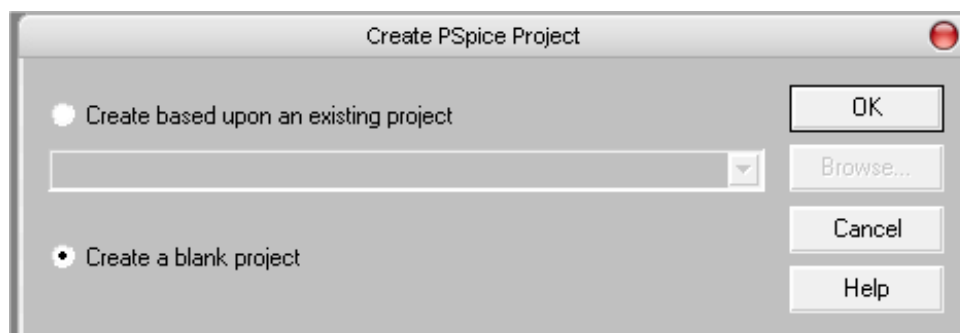 Create PSpice Project
Create based upon an existing project
OK
Browse...
Create a blank project
Cancel
Help